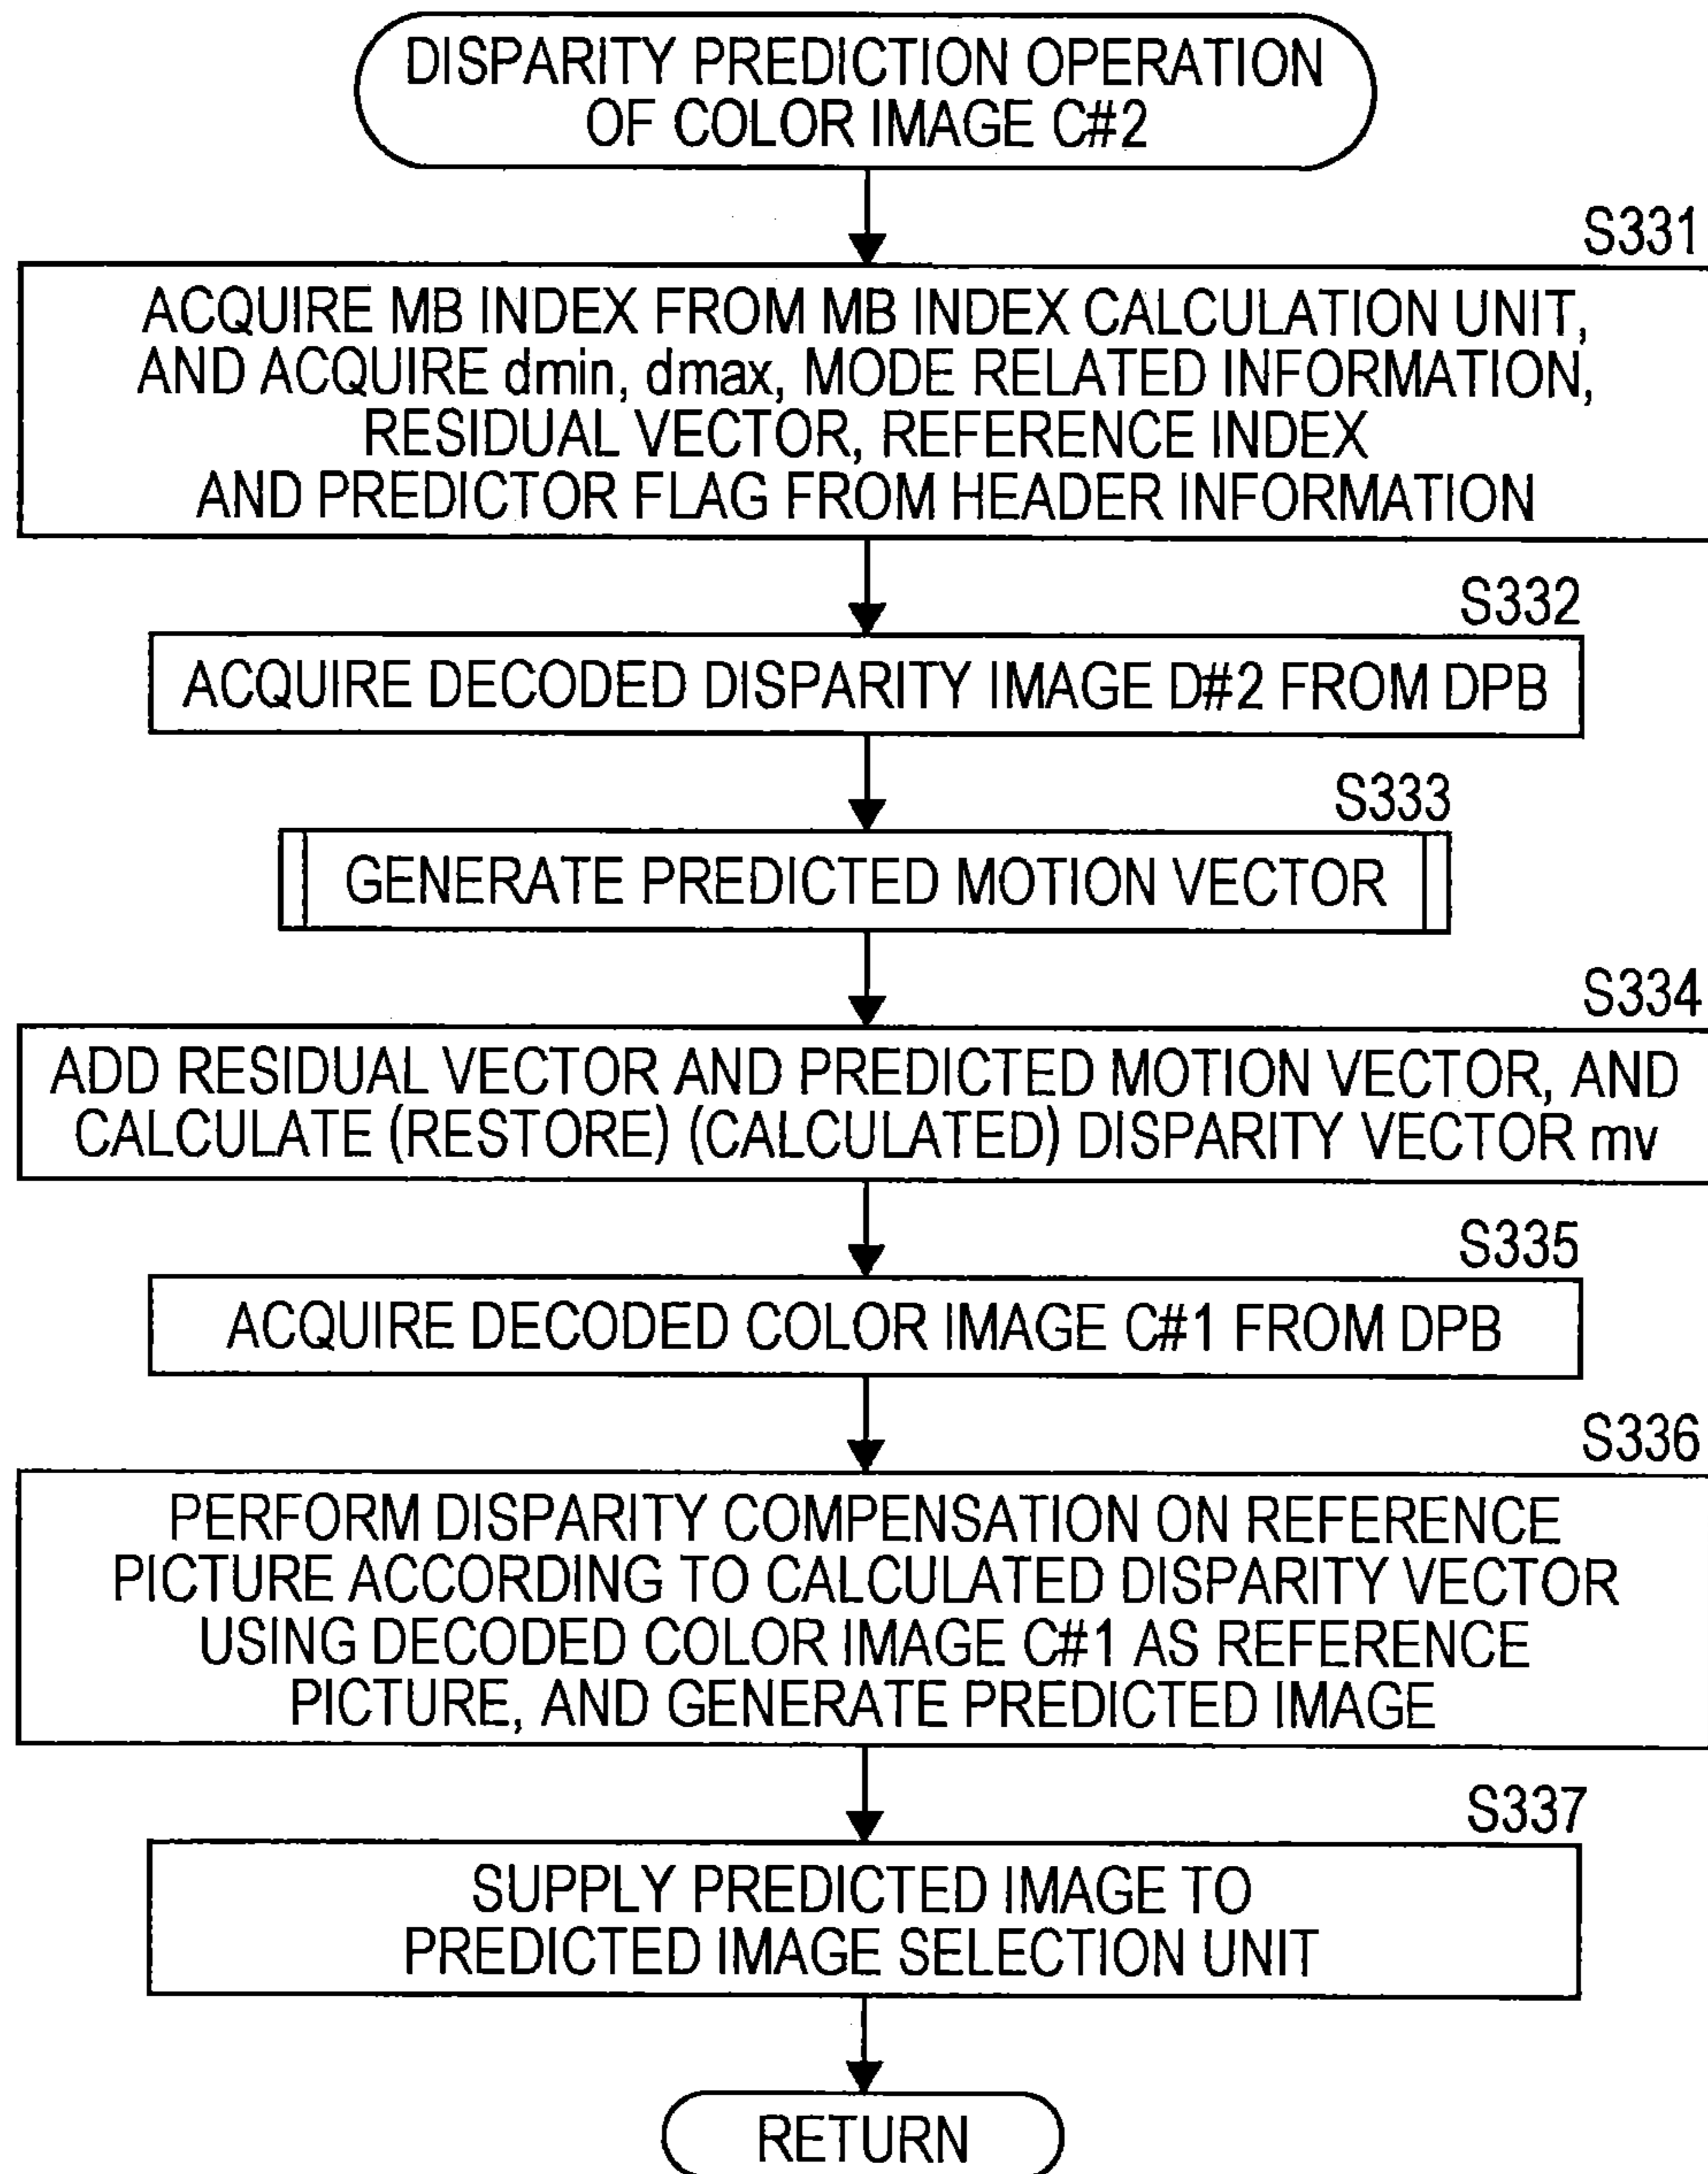 DISPARITY PREDICTION OPERATION
OF COLOR IMAGE C#2
S331
ACQUIRE MB INDEX FROM MB INDEX CALCULATION UNIT,
AND ACQUIRE dmin, dmax, MODE RELATED INFORMATION,
RESIDUAL VECTOR, REFERENCE INDEX
AND PREDICTOR FLAG FROM HEADER INFORMATION
S332
ACQUIRE DECODED DISPARITY IMAGE D#2 FROM DPB
S333
GENERATE PREDICTED MOTION VECTOR
S334
ADD RESIDUAL VECTOR AND PREDICTED MOTION VECTOR, AND
CALCULATE (RESTORE) (CALCULATED) DISPARITY VECTOR mv
S335
ACQUIRE DECODED COLOR IMAGE C#1 FROM DPB
S336
PERFORM DISPARITY COMPENSATION ON REFERENCE
PICTURE ACCORDING TO CALCULATED DISPARITY VECTOR
USING DECODED COLOR IMAGE C#1 AS REFERENCE
PICTURE, AND GENERATE PREDICTED IMAGE
S337
SUPPLY PREDICTED IMAGE TO
PREDICTED IMAGE SELECTION UNIT
RETURN